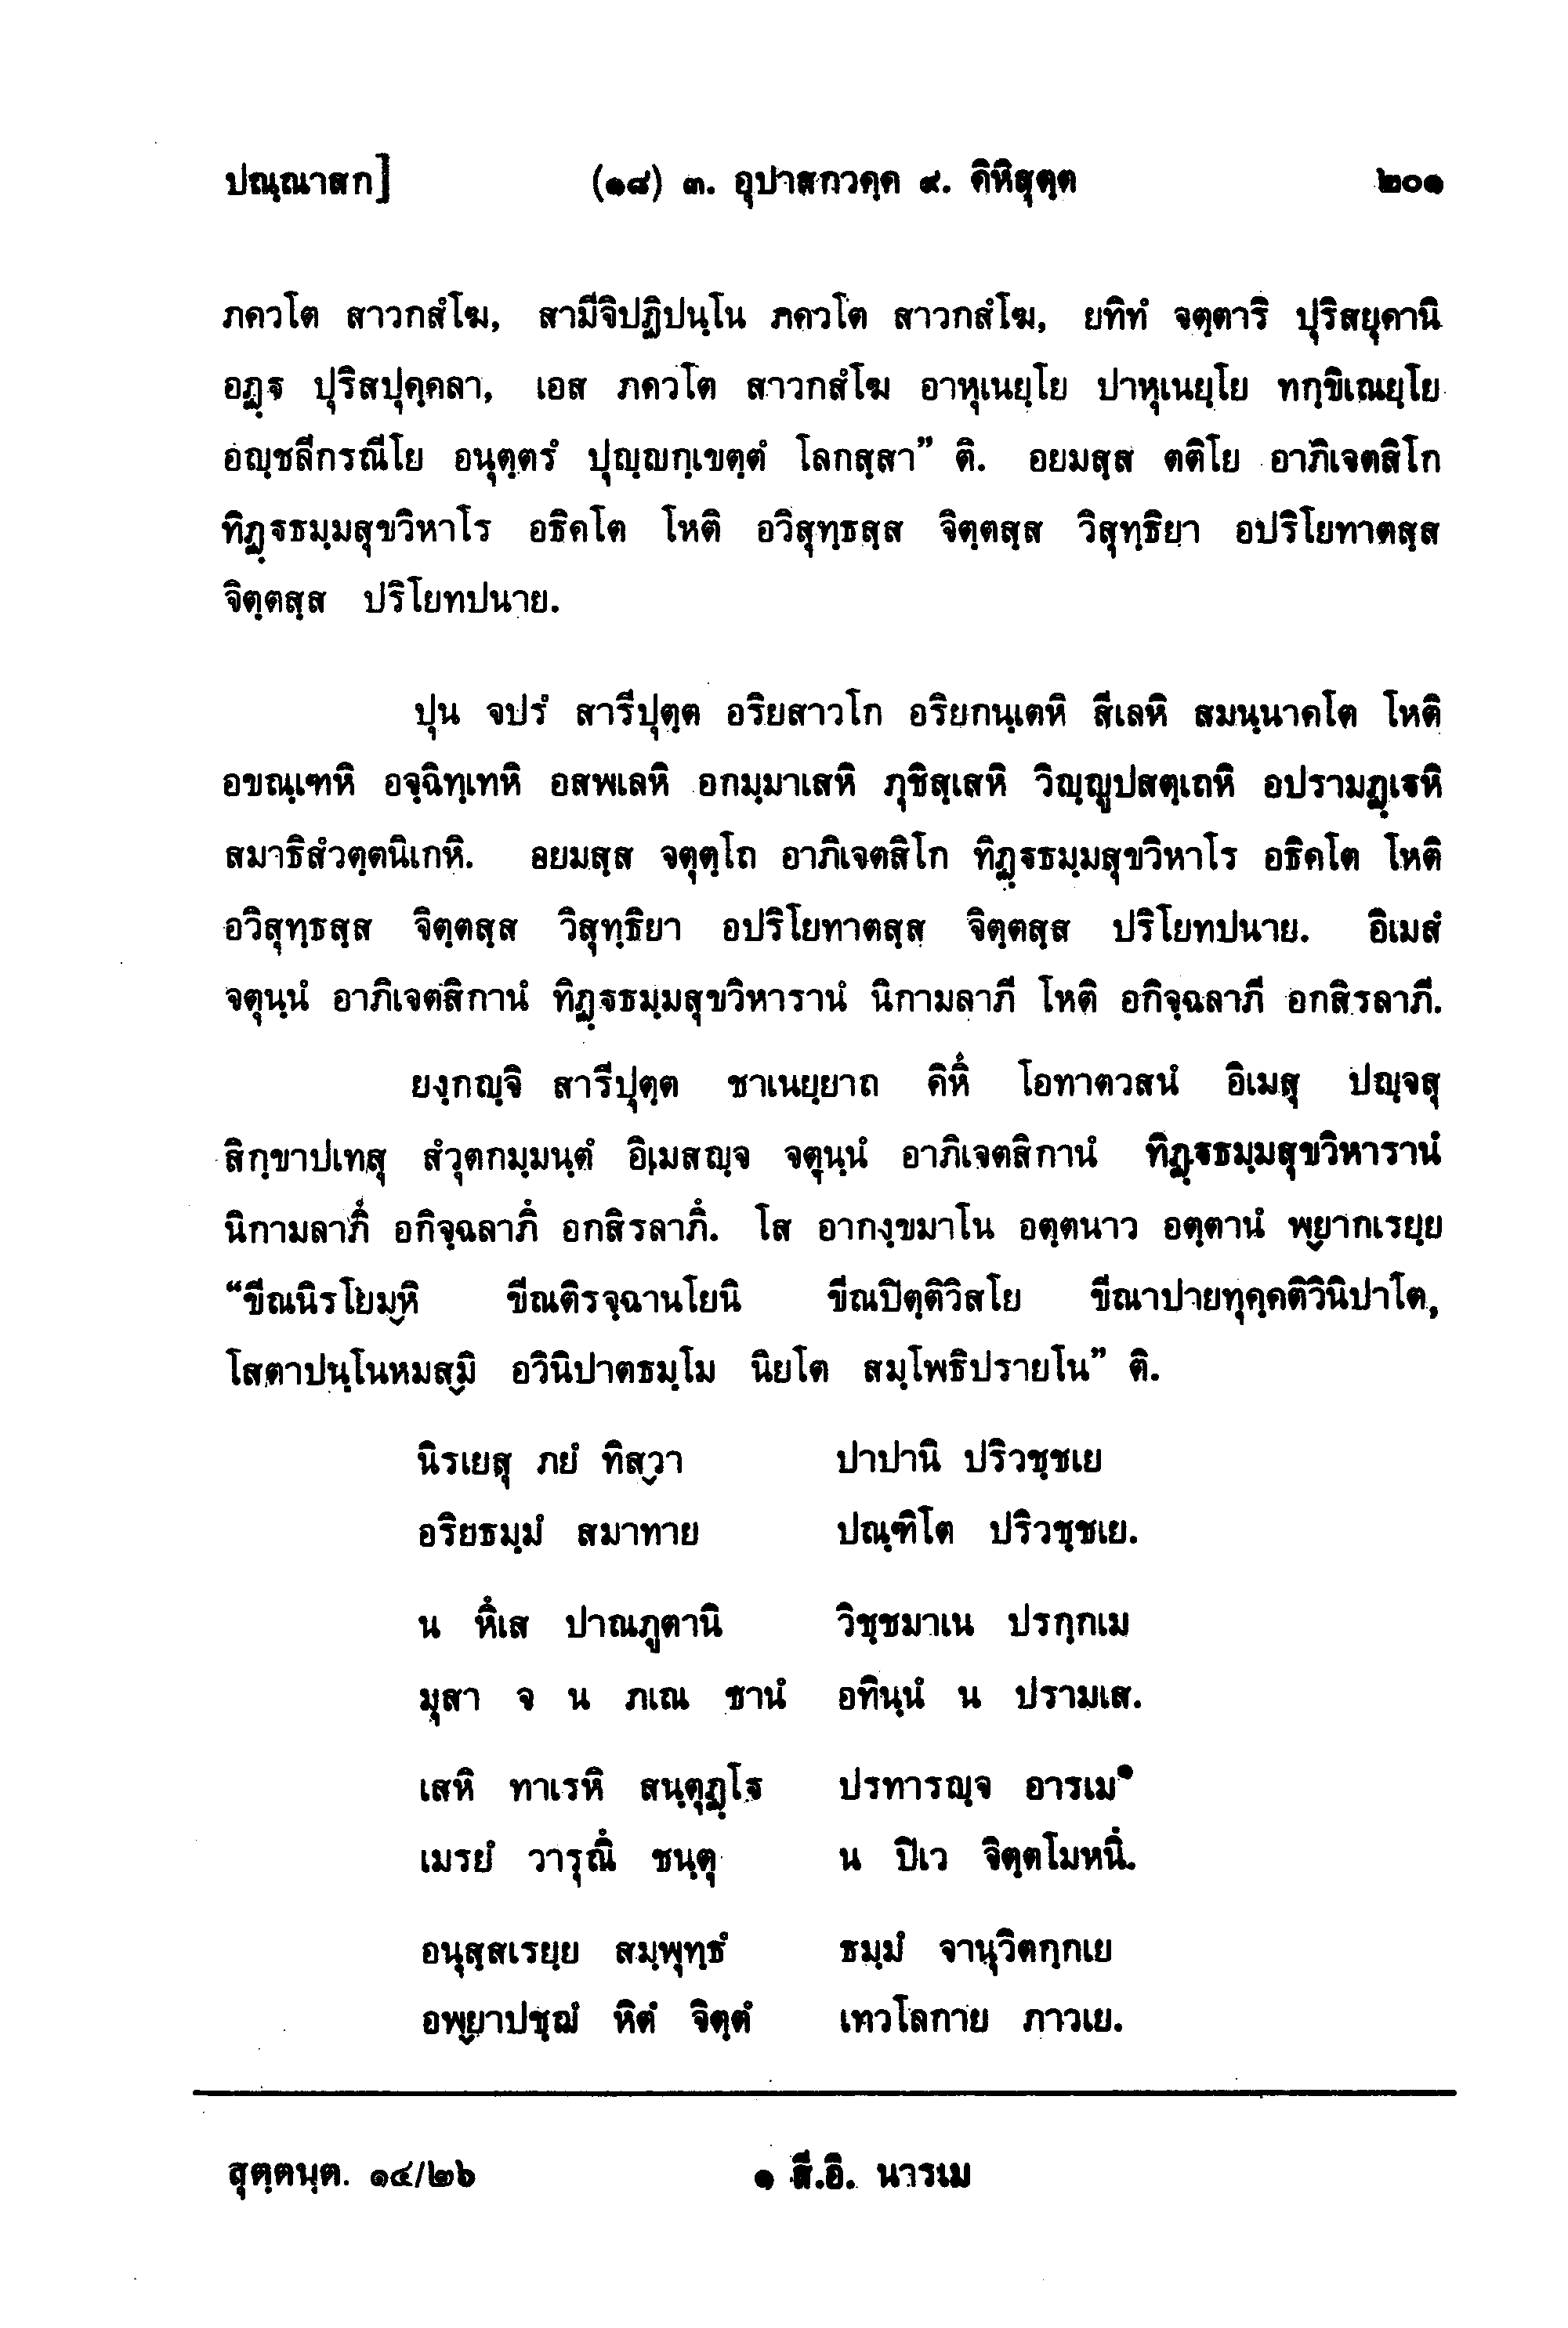 ปณฺณาสก] (๑๘) ๓. อุปาสกวคฺค ๙. คิหิสุตฺต ๒๐๑
ภควโต สาวกสํโฆ, สามีจิปฏิปนฺโน ภควโต สาวกสํโฆ, ยทิทํ จตฺตาริ ปุริสยุคานิ
อฏฺฐ ปุริสปุคฺคลา, เอส ภควโต สาวกสํโฆ อาหุเนยฺโย ปาหุเนยฺโย ทกฺขิเณยฺโย
อญฺชลีกรณีโย อนุตฺตรํ ปุญฺญกฺเขตฺตํ โลกสฺสา” ติ. อยมสฺส ตติโย อาภิเจตสิโก
ทิฏฺฐธมฺมสุขวิหาโร อธิคโต โหติ อวิสุทฺธสฺส จิตฺตสฺส วิสุทฺธิยา อปริโยทาตสฺส
จิตฺตสฺส ปริโยทปนาย.
ปุน จปรํ สารีปุตฺต อริยสาวโก อริยกนฺเตหิ สีเลหิ สมนฺนาคโต โหติ
อขณฺเฑหิ อจฺฉิทฺเทหิ อสพเลหิ อกมฺมาเสหิ ภุชิสฺเสหิ วิญฺญูปสตฺเถหิ อปรามฏฺเฐหิ
สมาธิสํวตฺตนิเกหิ. อยมสฺส จตุตฺโถ อาภิเจตสิโก ทิฏฺฐธมฺมสุขวิหาโร อธิคโต โหติ
อวิสุทฺธสฺส จิตฺตสฺส วิสุทฺธิยา อปริโยทาตสฺส จิตฺตสฺส ปริโยทปนาย. อิเมสํ
จตุนฺนํ อาภิเจตสิกานํ ทิฏฺฐธมฺมสุขวิหารานํ นิกามลาภี โหติ อกิจฺฉลาภี อกสิรลาภี.
ยงฺกญฺจิ สารีปุตฺต ชาเนยฺยาถ คิหึ โอทาตวสนํ อิเมสุ ปญฺจสุ
สิกฺขาปเทสุ สํวุตกมฺมนฺตํ อิเมสญฺจ จตุนฺนํ อาภิเจตสิกานํ ทิฏฺฐธมฺมสุขวิหารานํ
นิกามลาภึ อกิจฺฉลาภึ อกสิรลาภึ. โส อากงฺขมาโน อตฺตนาว อตฺตานํ พฺยากเรยฺย
“ขีณนิรโยมฺหิ ขีณติรจฺฉานโยนิ ขีณปิตฺติวิสโย ขีณาปายทุคฺคติวินิปาโต,
โสตาปนฺโนหมสฺมิ อวินิปาตธมฺโม นิยโต สมฺโพธิปรายโน” ติ.
นิรเยสุ ภยํ ทิสฺวา ปาปานิ ปริวชฺชเย
อริยธมฺมํ สมาทาย ปณฺฑิโต ปริวชฺชเย.
น หึเส ปาณภูตานิ วิชฺชมาเน ปรกฺกเม
มุสา จ น ภเณ ชานํ อทินฺนํ น ปรามเส.
เสหิ ทาเรหิ สนฺตุฏฺโฐ ปรทารญฺจ อารเม๑
เมรยํ วารุณึ ชนฺตุ น ปิเว จิตฺตโมหนึ.
อนุสฺสเรยฺย สมฺพุทฺธํ ธมฺมํ จานุวิตกฺกเย
อพฺยาปชฺฌํ หิตํ จิตฺตํ เทวโลกาย ภาวเย.
สุตฺตนฺต. ๑๔/๒๖ ๑ สี.อิ. นารเม